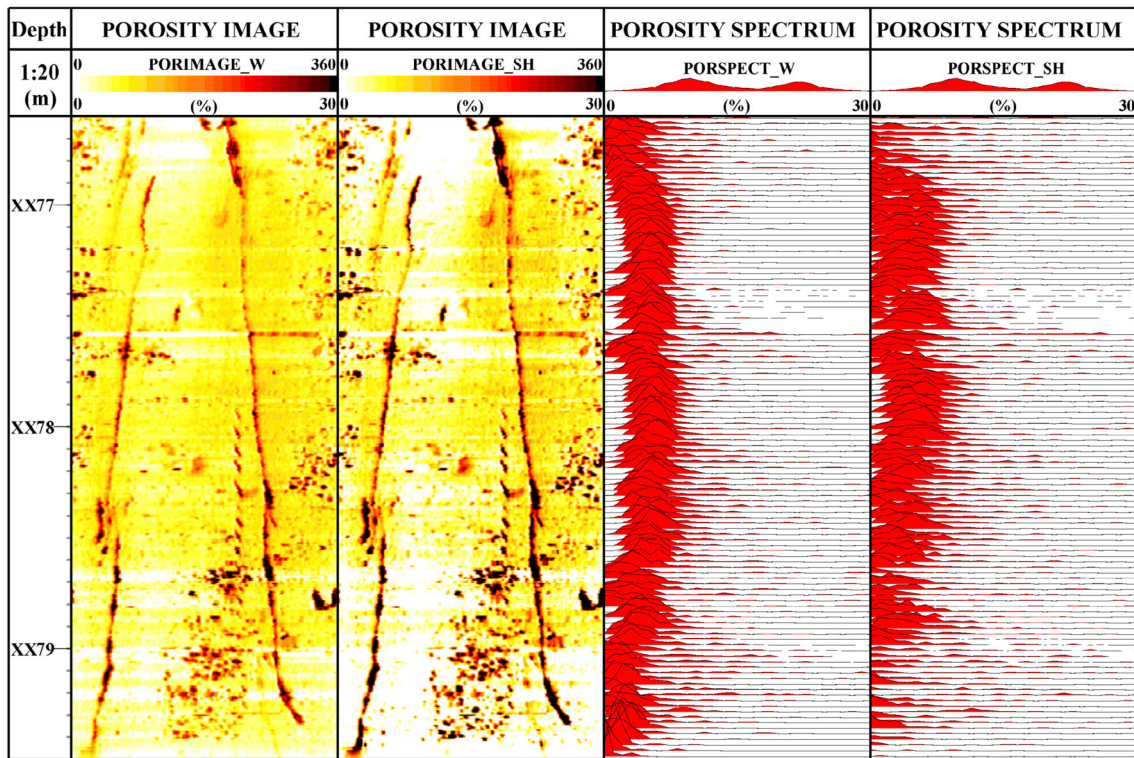 Depth POROSITY IMAGE POROSITY IMAGE POROSITY SPECTRUM POROSITY SPECTRUM
1:20
(m)
0 PORIMAGE_W 360
0 (%) 30
0 PORIMAGE_SH 360
0 (%) 30
PORSPECT_W
0 (%) 30
PORSPECT_SH
0 (%) 30
XX77
XX78
XX79